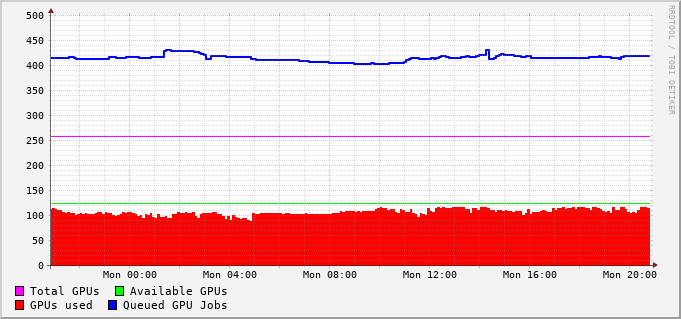 500
450
400
350
300
250
200
150
100
50
0
Mon 00:00 Mon 04:00 Mon 08:00 Mon 12:00 Mon 16:00 Mon 20:00
Total GPUs Available GPUs
GPUs used Queued GPU Jobs
RRDTOOL / TOBI OETIKER